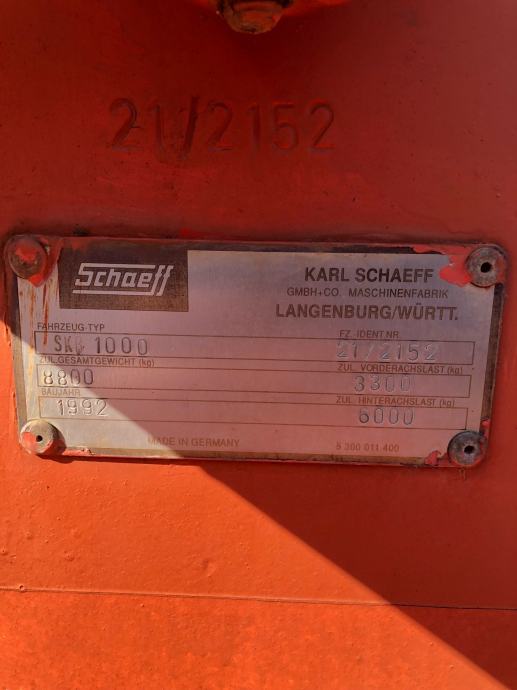 21/2152
Schaeff
KARL SCHAEFF
GMBH+CO. MASCHINENFABRIK
LANGENBURG/WÜRTT.
FAHRZEUG-TYP
FZ.-IDENT.NR.
1000
21/2152
ZUL.GESAMTGEWICHT (kg)
ZUL. VORDERACHSLAST (kg)
8800
3300
BAUJAHR
ZUL. HINTERACHSLAST (kg)
1992
6000
MADE IN GERMANY
5 300 011 400